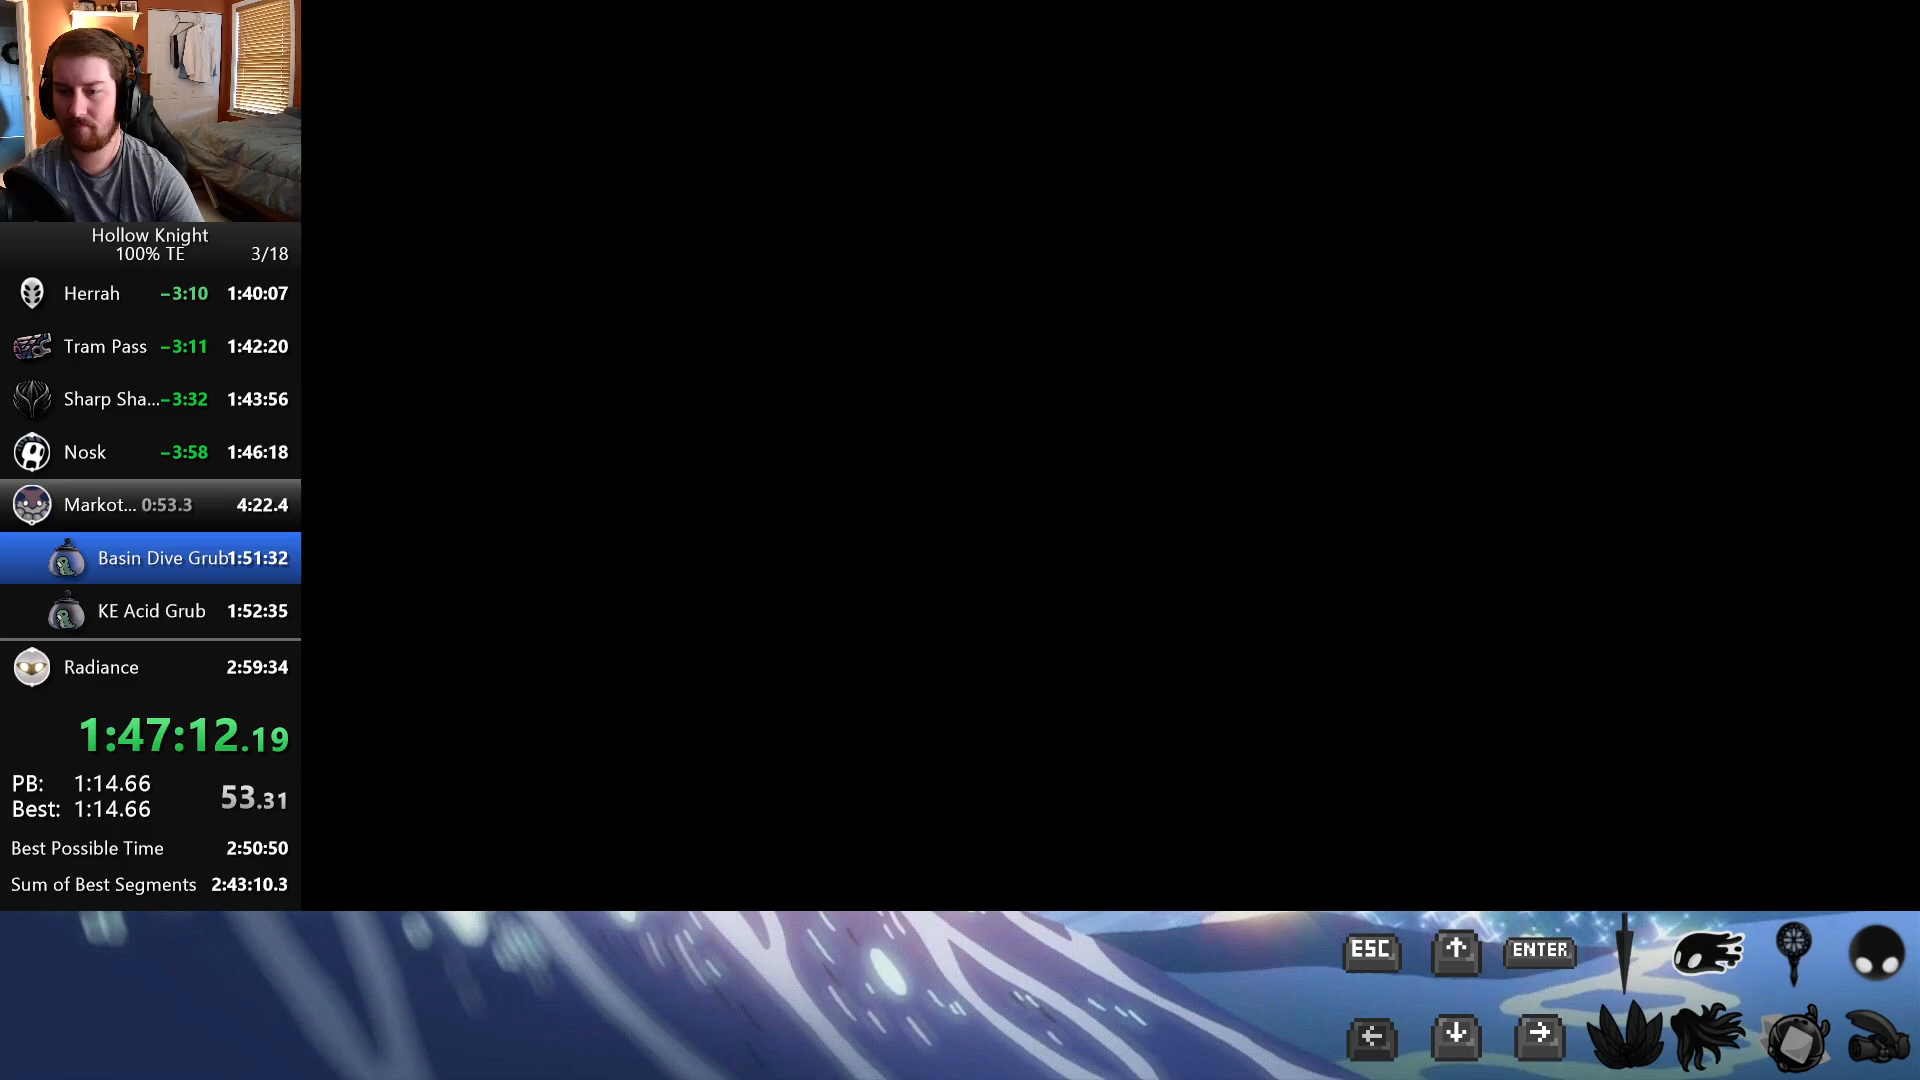 Hollow Knight
100% TE 3/18
Herrah −3:10 1:40:07
Tram Pass −3:11 1:42:20
Sharp Sha... −3:32 1:43:56
Nosk −3:58 1:46:18
Markot... 0:53.3 4:22.4
Basin Dive Grub 1:51:32
KE Acid Grub 1:52:35
Radiance 2:59:34
1:47:12.19
PB: 1:14.66
53.31
Best: 1:14.66
Best Possible Time 2:50:50
Sum of Best Segments 2:43:10.3
ESC ↑ ENTER
← ↓ →